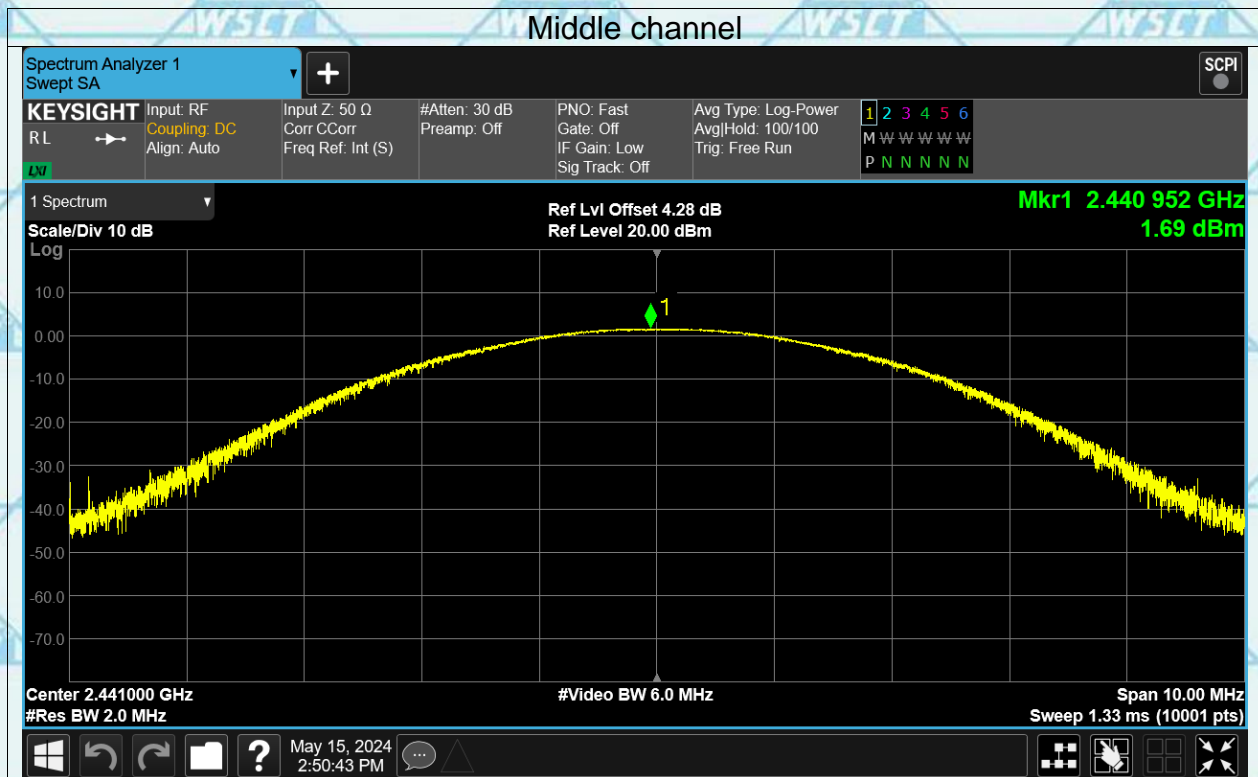 WSCT WSCT WSCT WSCT
Middle channel
Spectrum Analyzer 1
Swept SA
▼
+
SCPI
KEYSIGHT
RL
LXI
Input: RF
Coupling: DC
Align: Auto
Input Z: 50 Ω
Corr CCorr
Freq Ref: Int (S)
#Atten: 30 dB
Preamp: Off
PNO: Fast
Gate: Off
IF Gain: Low
Sig Track: Off
Avg Type: Log-Power
Avg|Hold: 100/100
Trig: Free Run
1 2 3 4 5 6
M W W W W W
P N N N N N
1 Spectrum ▼
Scale/Div 10 dB
Log
Ref Lvl Offset 4.28 dB
Ref Level 20.00 dBm
Mkr1 2.440 952 GHz
1.69 dBm
1
10.0
0.00
-10.0
-20.0
-30.0
-40.0
-50.0
-60.0
-70.0
Center 2.441000 GHz
#Video BW 6.0 MHz
Span 10.00 MHz
#Res BW 2.0 MHz
Sweep 1.33 ms (10001 pts)
?
May 15, 2024
2:50:43 PM